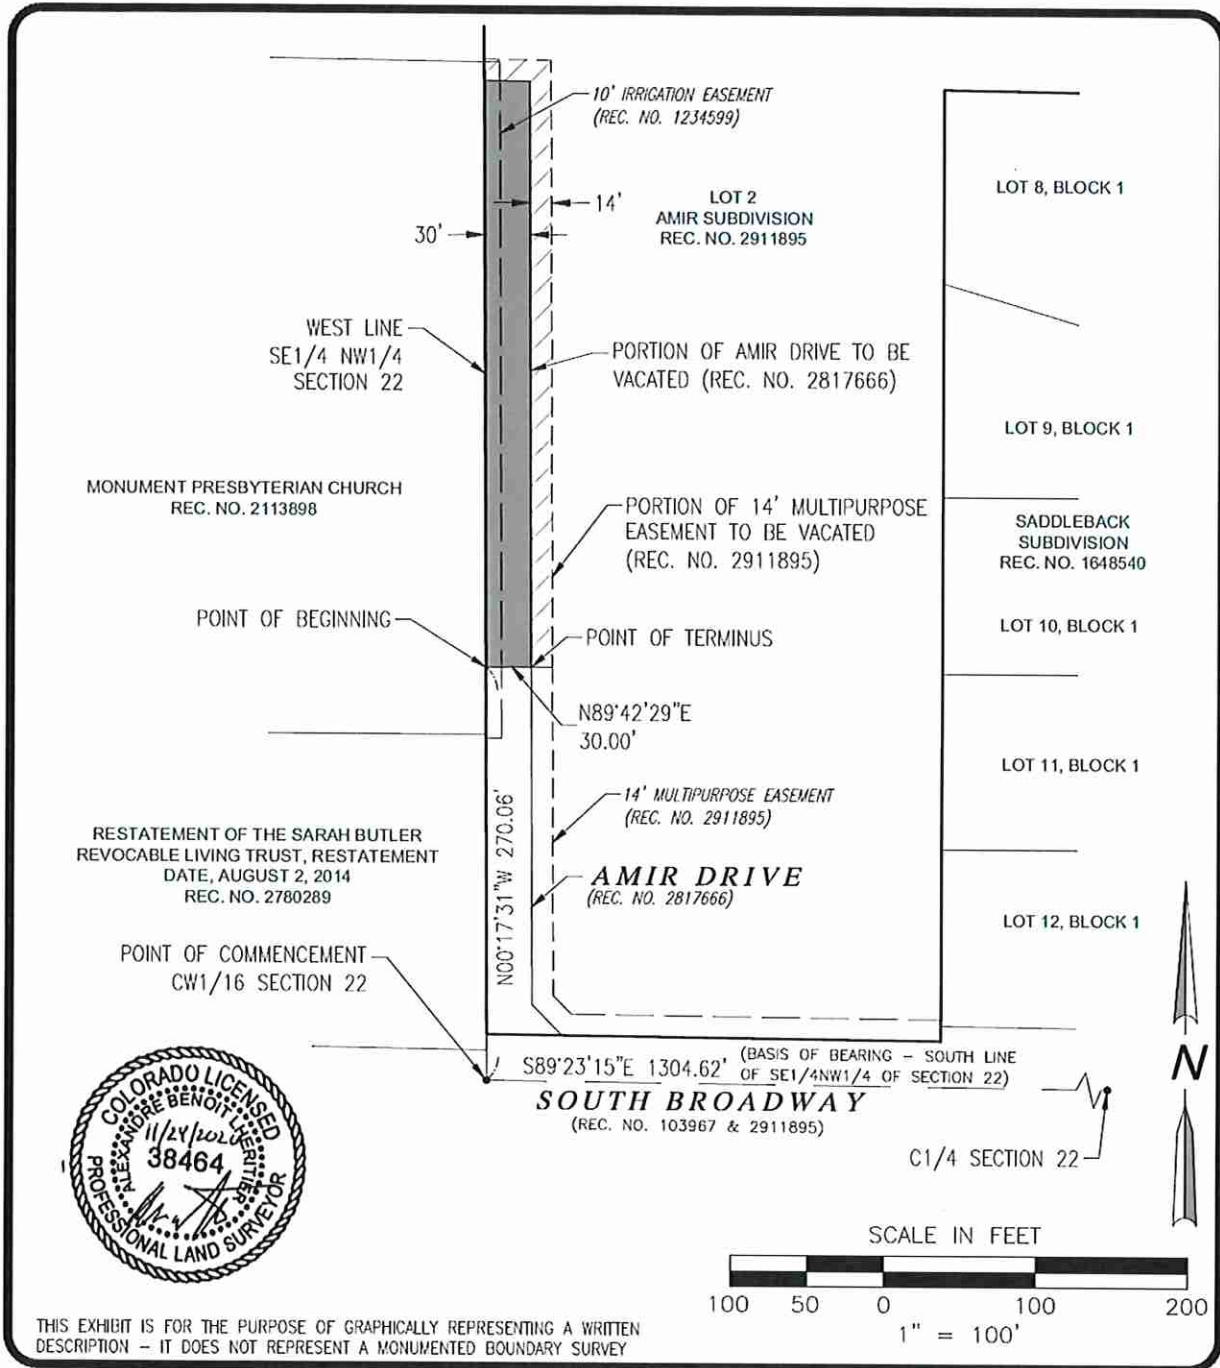 10' IRRIGATION EASEMENT
(REC. NO. 1234599)
14'
LOT 2
AMIR SUBDIVISION
REC. NO. 2911895
LOT 8, BLOCK 1
30'
WEST LINE
SE1/4 NW1/4
SECTION 22
PORTION OF AMIR DRIVE TO BE
VACATED (REC. NO. 2817666)
LOT 9, BLOCK 1
MONUMENT PRESBYTERIAN CHURCH
REC. NO. 2113898
PORTION OF 14' MULTIPURPOSE
EASEMENT TO BE VACATED
(REC. NO. 2911895)
SADDLEBACK
SUBDIVISION
REC. NO. 1648540
POINT OF BEGINNING
POINT OF TERMINUS
LOT 10, BLOCK 1
N89°42'29"E
30.00'
LOT 11, BLOCK 1
14' MULTIPURPOSE EASEMENT
(REC. NO. 2911895)
N00°17'31"W 270.06'
RESTATEMENT OF THE SARAH BUTLER
REVOCABLE LIVING TRUST, RESTATEMENT
DATE, AUGUST 2, 2014
REC. NO. 2780289
AMIR DRIVE
(REC. NO. 2817666)
LOT 12, BLOCK 1
POINT OF COMMENCEMENT
CW1/16 SECTION 22
S89°23'15"E 1304.62'
(BASIS OF BEARING - SOUTH LINE
OF SE1/4NW1/4 OF SECTION 22)
SOUTH BROADWAY
(REC. NO. 103967 & 2911895)
C1/4 SECTION 22
N
COLORADO LICENSED
ALEXANDRE BENOIT LHERITIER
38464
PROFESSIONAL LAND SURVEYOR
SCALE IN FEET
100 50 0 100 200
1" = 100'
THIS EXHIBIT IS FOR THE PURPOSE OF GRAPHICALLY REPRESENTING A WRITTEN
DESCRIPTION - IT DOES NOT REPRESENT A MONUMENTED BOUNDARY SURVEY